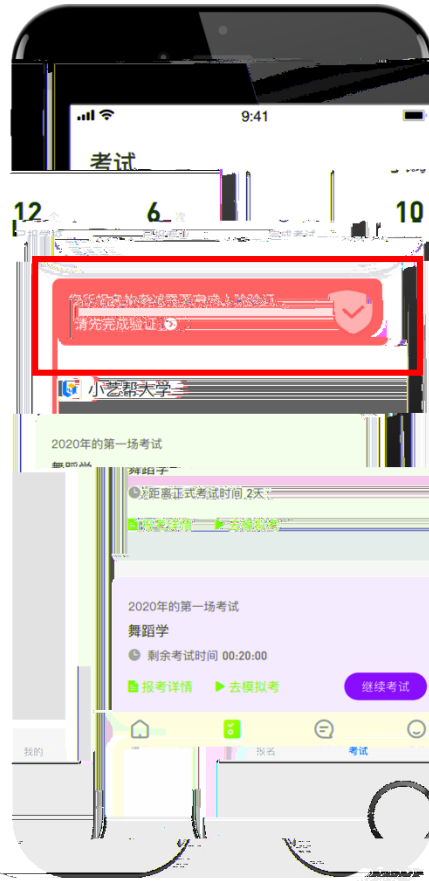 9:41
考试
12 个
6 次
10
请先完成验证
小艺帮大学
2020年的第一场考试
舞蹈学
距离正式考试时间 2天
报考详情 去模拟考
2020年的第一场考试
舞蹈学
剩余考试时间 00:20:00
报考详情 去模拟考
继续考试
我的 报名 考试